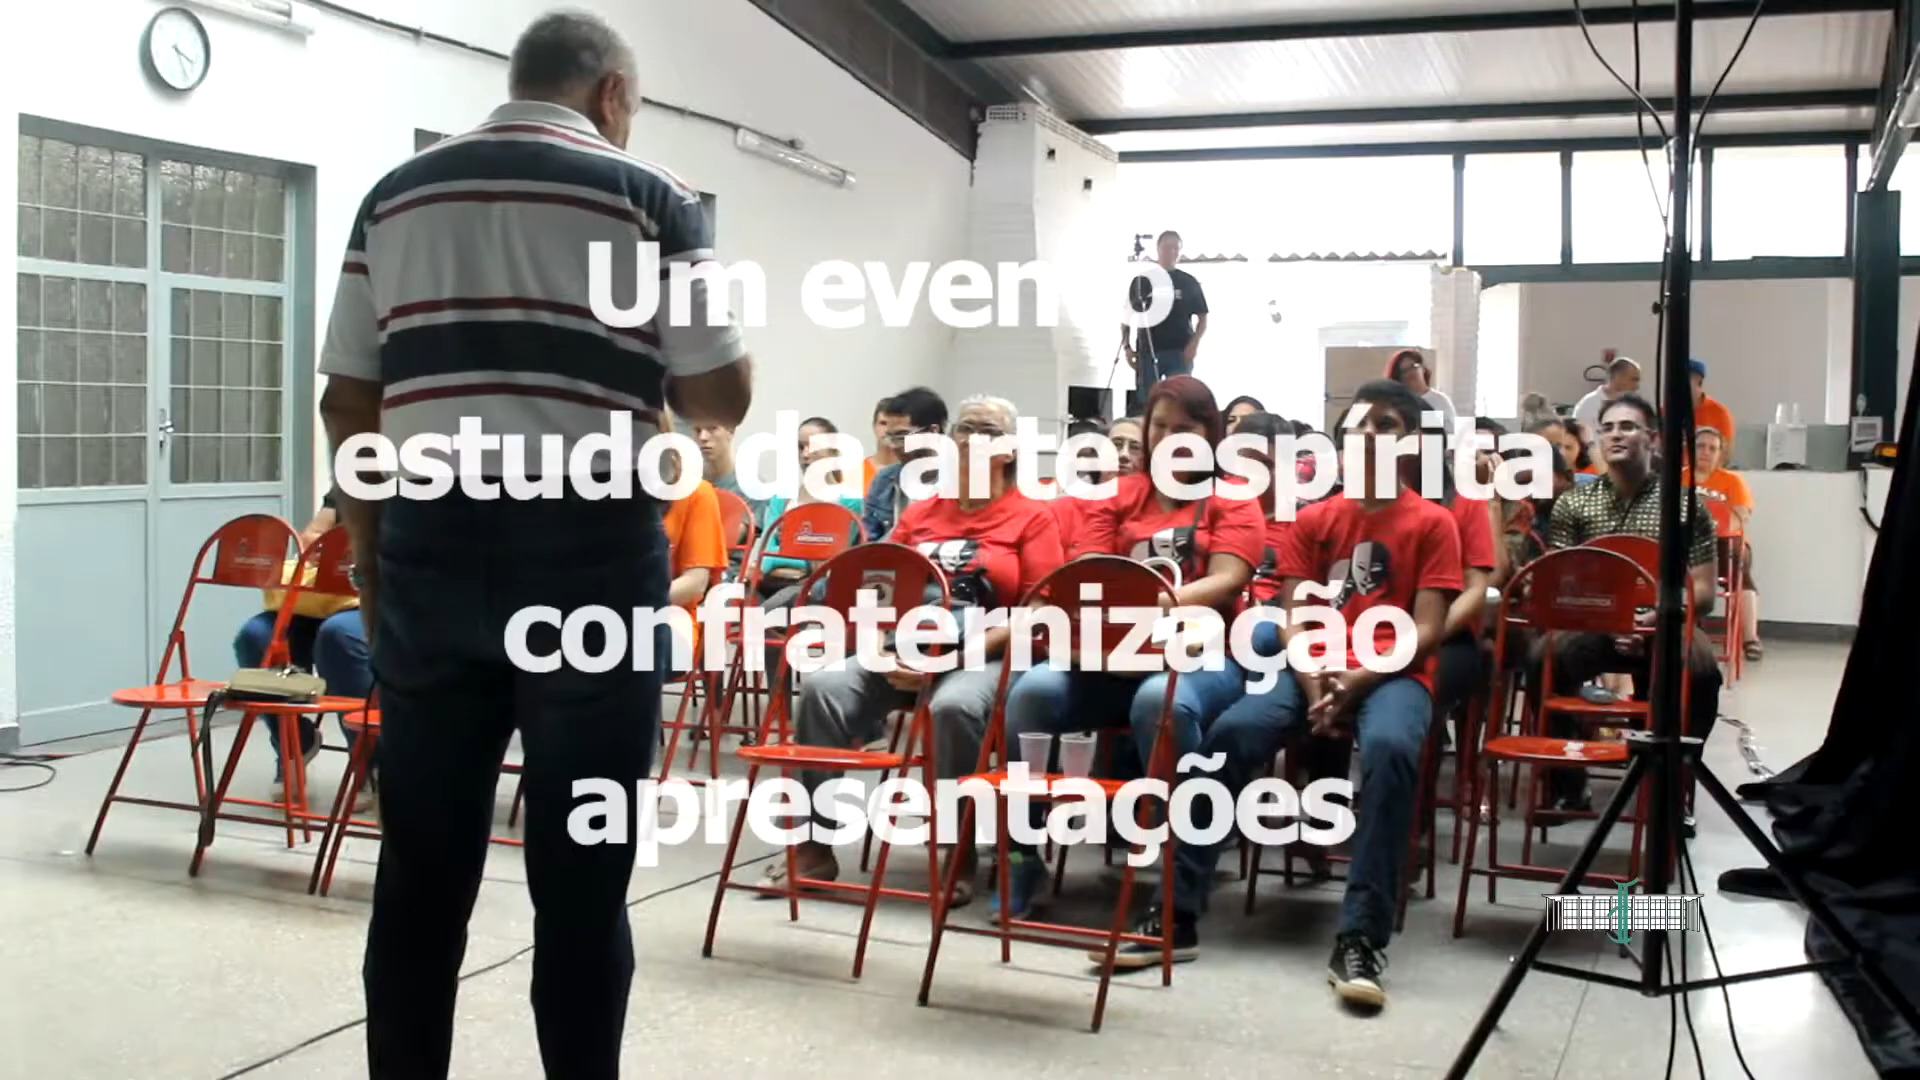 Um evento
estudo da arte espírita
confraternização
apresentações